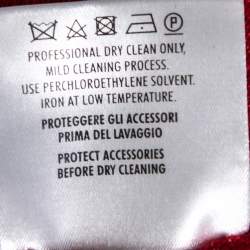 PROFESSIONAL DRY CLEAN ONLY,
MILD CLEANING PROCESS.
USE PERCHLOROETHYLENE SOLVENT.
IRON AT LOW TEMPERATURE.
PROTEGGERE GLI ACCESSORI
PRIMA DEL LAVAGGIO
PROTECT ACCESSORIES
BEFORE DRY CLEANING